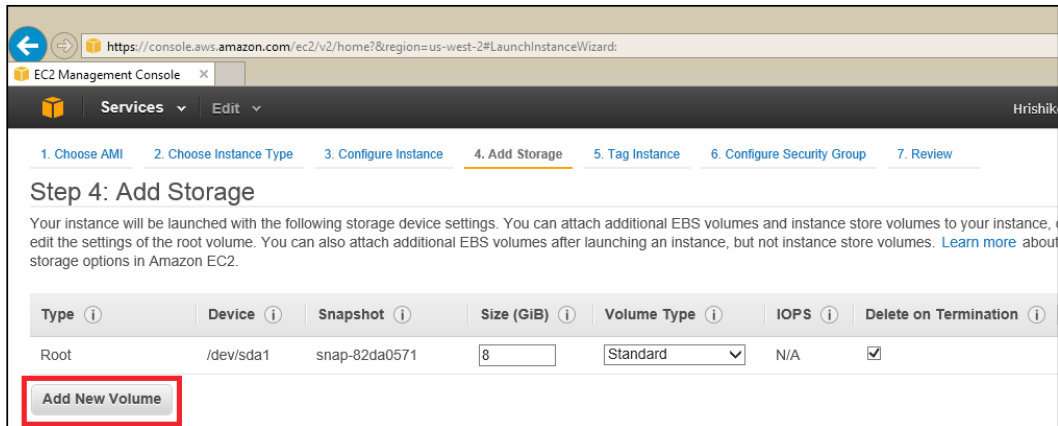 https://console.aws.amazon.com/ec2/v2/home?&region=us-west-2#LaunchInstanceWizard:
EC2 Management Console
Services Edit
1. Choose AMI 2. Choose Instance Type 3. Configure Instance 4. Add Storage 5. Tag Instance 6. Configure Security Group 7. Review
Step 4: Add Storage
Your instance will be launched with the following storage device settings. You can attach additional EBS volumes and instance store volumes to your instance,
edit the settings of the root volume. You can also attach additional EBS volumes after launching an instance, but not instance store volumes. Learn more about
storage options in Amazon EC2.
Type Device Snapshot Size (GiB) Volume Type IOPS Delete on Termination
Root /dev/sda1 snap-82da0571 8 Standard N/A
Add New Volume